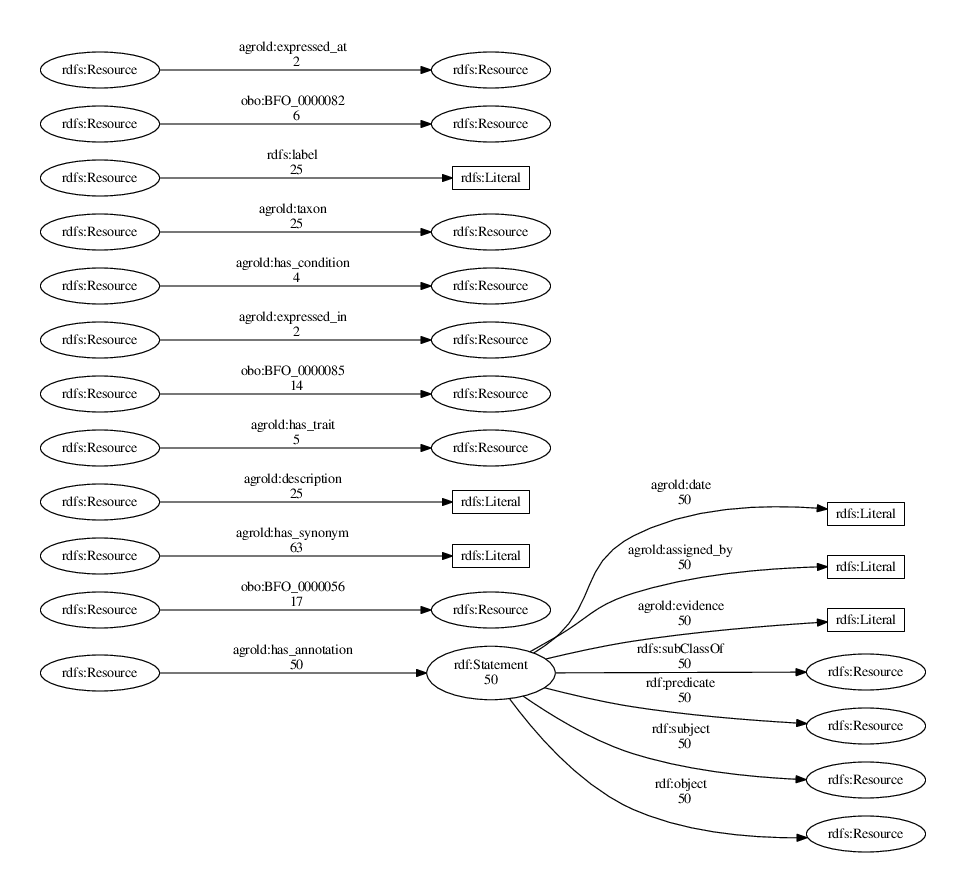 agrold:expressed_at
2
rdfs:Resource
rdfs:Resource
obo:BFO_0000082
6
rdfs:Resource
rdfs:Resource
rdfs:label
25
rdfs:Resource
rdfs:Literal
agrold:taxon
25
rdfs:Resource
rdfs:Resource
agrold:has_condition
4
rdfs:Resource
rdfs:Resource
agrold:expressed_in
2
rdfs:Resource
rdfs:Resource
obo:BFO_0000085
14
rdfs:Resource
rdfs:Resource
agrold:has_trait
5
rdfs:Resource
rdfs:Resource
agrold:description
25
rdfs:Resource
rdfs:Literal
agrold:has_synonym
63
rdfs:Resource
rdfs:Literal
obo:BFO_0000056
17
rdfs:Resource
rdfs:Resource
agrold:has_annotation
50
rdfs:Resource
rdf:Statement
50
agrold:date
50
rdfs:Literal
agrold:assigned_by
50
rdfs:Literal
agrold:evidence
50
rdfs:Literal
rdfs:subClassOf
50
rdfs:Resource
rdf:predicate
50
rdfs:Resource
rdf:subject
50
rdfs:Resource
rdf:object
50
rdfs:Resource